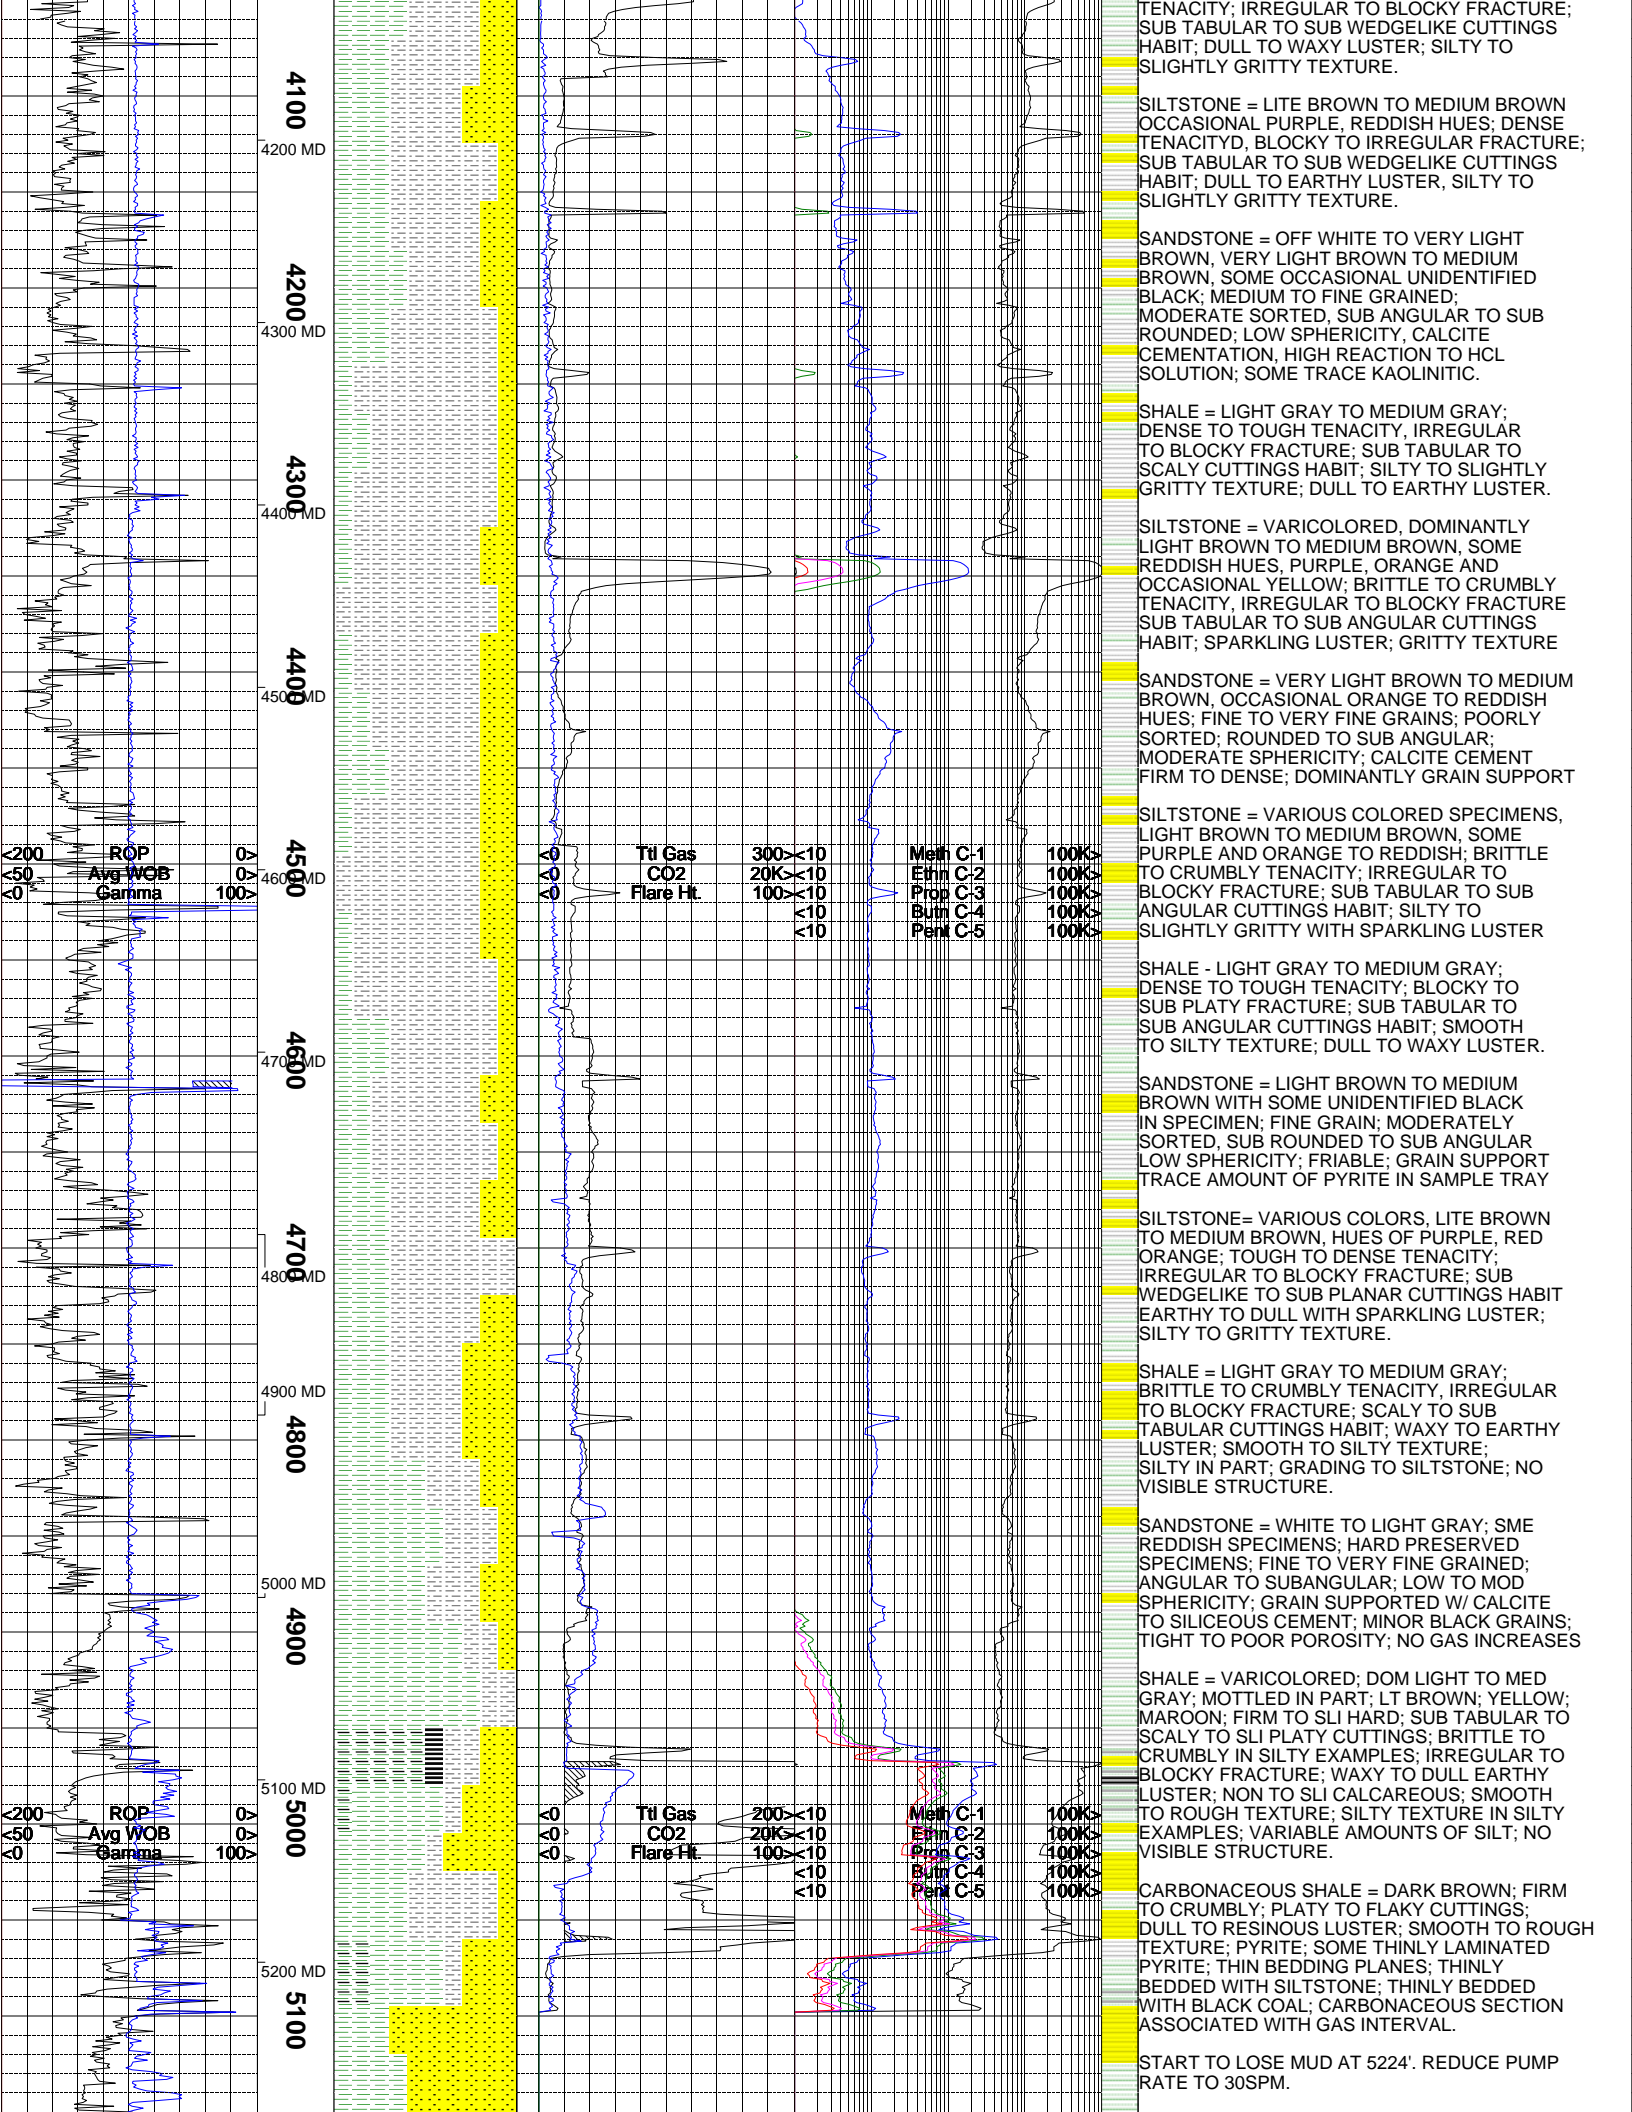 TENACITY; IRREGULAR TO BLOCKY FRACTURE;
SUB TABULAR TO SUB WEDGELIKE CUTTINGS
HABIT; DULL TO WAXY LUSTER; SILTY TO
SLIGHTLY GRITTY TEXTURE.
SILTSTONE = LITE BROWN TO MEDIUM BROWN
OCCASIONAL PURPLE, REDDISH HUES; DENSE
TENACITYD, BLOCKY TO IRREGULAR FRACTURE;
SUB TABULAR TO SUB WEDGELIKE CUTTINGS
HABIT; DULL TO EARTHY LUSTER, SILTY TO
SLIGHTLY GRITTY TEXTURE.
SANDSTONE = OFF WHITE TO VERY LIGHT
BROWN, VERY LIGHT BROWN TO MEDIUM
BROWN, SOME OCCASIONAL UNIDENTIFIED
BLACK; MEDIUM TO FINE GRAINED;
MODERATE SORTED, SUB ANGULAR TO SUB
ROUNDED; LOW SPHERICITY, CALCITE
CEMENTATION, HIGH REACTION TO HCL
SOLUTION; SOME TRACE KAOLINITIC.
SHALE = LIGHT GRAY TO MEDIUM GRAY;
DENSE TO TOUGH TENACITY, IRREGULAR
TO BLOCKY FRACTURE; SUB TABULAR TO
SCALY CUTTINGS HABIT; SILTY TO SLIGHTLY
GRITTY TEXTURE; DULL TO EARTHY LUSTER.
SILTSTONE = VARICOLORED, DOMINANTLY
LIGHT BROWN TO MEDIUM BROWN, SOME
REDDISH HUES, PURPLE, ORANGE AND
OCCASIONAL YELLOW; BRITTLE TO CRUMBLY
TENACITY, IRREGULAR TO BLOCKY FRACTURE
SUB TABULAR TO SUB ANGULAR CUTTINGS
HABIT; SPARKLING LUSTER; GRITTY TEXTURE
SANDSTONE = VERY LIGHT BROWN TO MEDIUM
BROWN, OCCASIONAL ORANGE TO REDDISH
HUES; FINE TO VERY FINE GRAINS; POORLY
SORTED; ROUNDED TO SUB ANGULAR;
MODERATE SPHERICITY; CALCITE CEMENT
FIRM TO DENSE; DOMINANTLY GRAIN SUPPORT
SILTSTONE = VARIOUS COLORED SPECIMENS,
LIGHT BROWN TO MEDIUM BROWN, SOME
PURPLE AND ORANGE TO REDDISH; BRITTLE
TO CRUMBLY TENACITY; IRREGULAR TO
BLOCKY FRACTURE; SUB TABULAR TO SUB
ANGULAR CUTTINGS HABIT; SILTY TO
SLIGHTLY GRITTY WITH SPARKLING LUSTER
SHALE - LIGHT GRAY TO MEDIUM GRAY;
DENSE TO TOUGH TENACITY; BLOCKY TO
SUB PLATY FRACTURE; SUB TABULAR TO
SUB ANGULAR CUTTINGS HABIT; SMOOTH
TO SILTY TEXTURE; DULL TO WAXY LUSTER.
SANDSTONE = LIGHT BROWN TO MEDIUM
BROWN WITH SOME UNIDENTIFIED BLACK
IN SPECIMEN; FINE GRAIN; MODERATELY
SORTED, SUB ROUNDED TO SUB ANGULAR
LOW SPHERICITY; FRIABLE; GRAIN SUPPORT
TRACE AMOUNT OF PYRITE IN SAMPLE TRAY
SILTSTONE= VARIOUS COLORS, LITE BROWN
TO MEDIUM BROWN, HUES OF PURPLE, RED
ORANGE; TOUGH TO DENSE TENACITY;
IRREGULAR TO BLOCKY FRACTURE; SUB
WEDGELIKE TO SUB PLANAR CUTTINGS HABIT
EARTHY TO DULL WITH SPARKLING LUSTER;
SILTY TO GRITTY TEXTURE.
SHALE = LIGHT GRAY TO MEDIUM GRAY;
BRITTLE TO CRUMBLY TENACITY, IRREGULAR
TO BLOCKY FRACTURE; SCALY TO SUB
TABULAR CUTTINGS HABIT; WAXY TO EARTHY
LUSTER; SMOOTH TO SILTY TEXTURE;
SILTY IN PART; GRADING TO SILTSTONE; NO
VISIBLE STRUCTURE.
SANDSTONE = WHITE TO LIGHT GRAY; SME
REDDISH SPECIMENS; HARD PRESERVED
SPECIMENS; FINE TO VERY FINE GRAINED;
ANGULAR TO SUBANGULAR; LOW TO MOD
SPHERICITY; GRAIN SUPPORTED W/ CALCITE
TO SILICEOUS CEMENT; MINOR BLACK GRAINS;
TIGHT TO POOR POROSITY; NO GAS INCREASES
SHALE = VARICOLORED; DOM LIGHT TO MED
GRAY; MOTTLED IN PART; LT BROWN; YELLOW;
MAROON; FIRM TO SLI HARD; SUB TABULAR TO
SCALY TO SLI PLATY CUTTINGS; BRITTLE TO
CRUMBLY IN SILTY EXAMPLES; IRREGULAR TO
BLOCKY FRACTURE; WAXY TO DULL EARTHY
LUSTER; NON TO SLI CALCAREOUS; SMOOTH
TO ROUGH TEXTURE; SILTY TEXTURE IN SILTY
EXAMPLES; VARIABLE AMOUNTS OF SILT; NO
VISIBLE STRUCTURE.
CARBONACEOUS SHALE = DARK BROWN; FIRM
TO CRUMBLY; PLATY TO FLAKY CUTTINGS;
DULL TO RESINOUS LUSTER; SMOOTH TO ROUGH
TEXTURE; PYRITE; SOME THINLY LAMINATED
PYRITE; THIN BEDDING PLANES; THINLY
BEDDED WITH SILTSTONE; THINLY BEDDED
WITH BLACK COAL; CARBONACEOUS SECTION
ASSOCIATED WITH GAS INTERVAL.
START TO LOSE MUD AT 5224'. REDUCE PUMP
RATE TO 30SPM.
4100
4200 MD
4200
4300 MD
4300
4400 MD
4400
4500 MD
4500
4600 MD
4600
4700 MD
4700
4800 MD
4900 MD
4800
5000 MD
4900
5100 MD
5000
5200 MD
5100
<200 ROP 0>
<50 Avg WOB 0>
<0 Gamma 100>
<0 Ttl Gas 300>
<0 CO2 20K>
<0 Flare Ht. 100>
<10 Meth C-1 100K>
<10 Ethn C-2 100K>
<10 Prop C-3 100K>
<10 Butn C-4 100K>
<10 Pent C-5 100K>
<200 ROP 0>
<50 Avg WOB 0>
<0 Gamma 100>
<0 Ttl Gas 200>
<0 CO2 20K>
<0 Flare Ht. 100>
<10 Meth C-1 100K>
<10 Ethn C-2 100K>
<10 Prop C-3 100K>
<10 Butn C-4 100K>
<10 Pent C-5 100K>